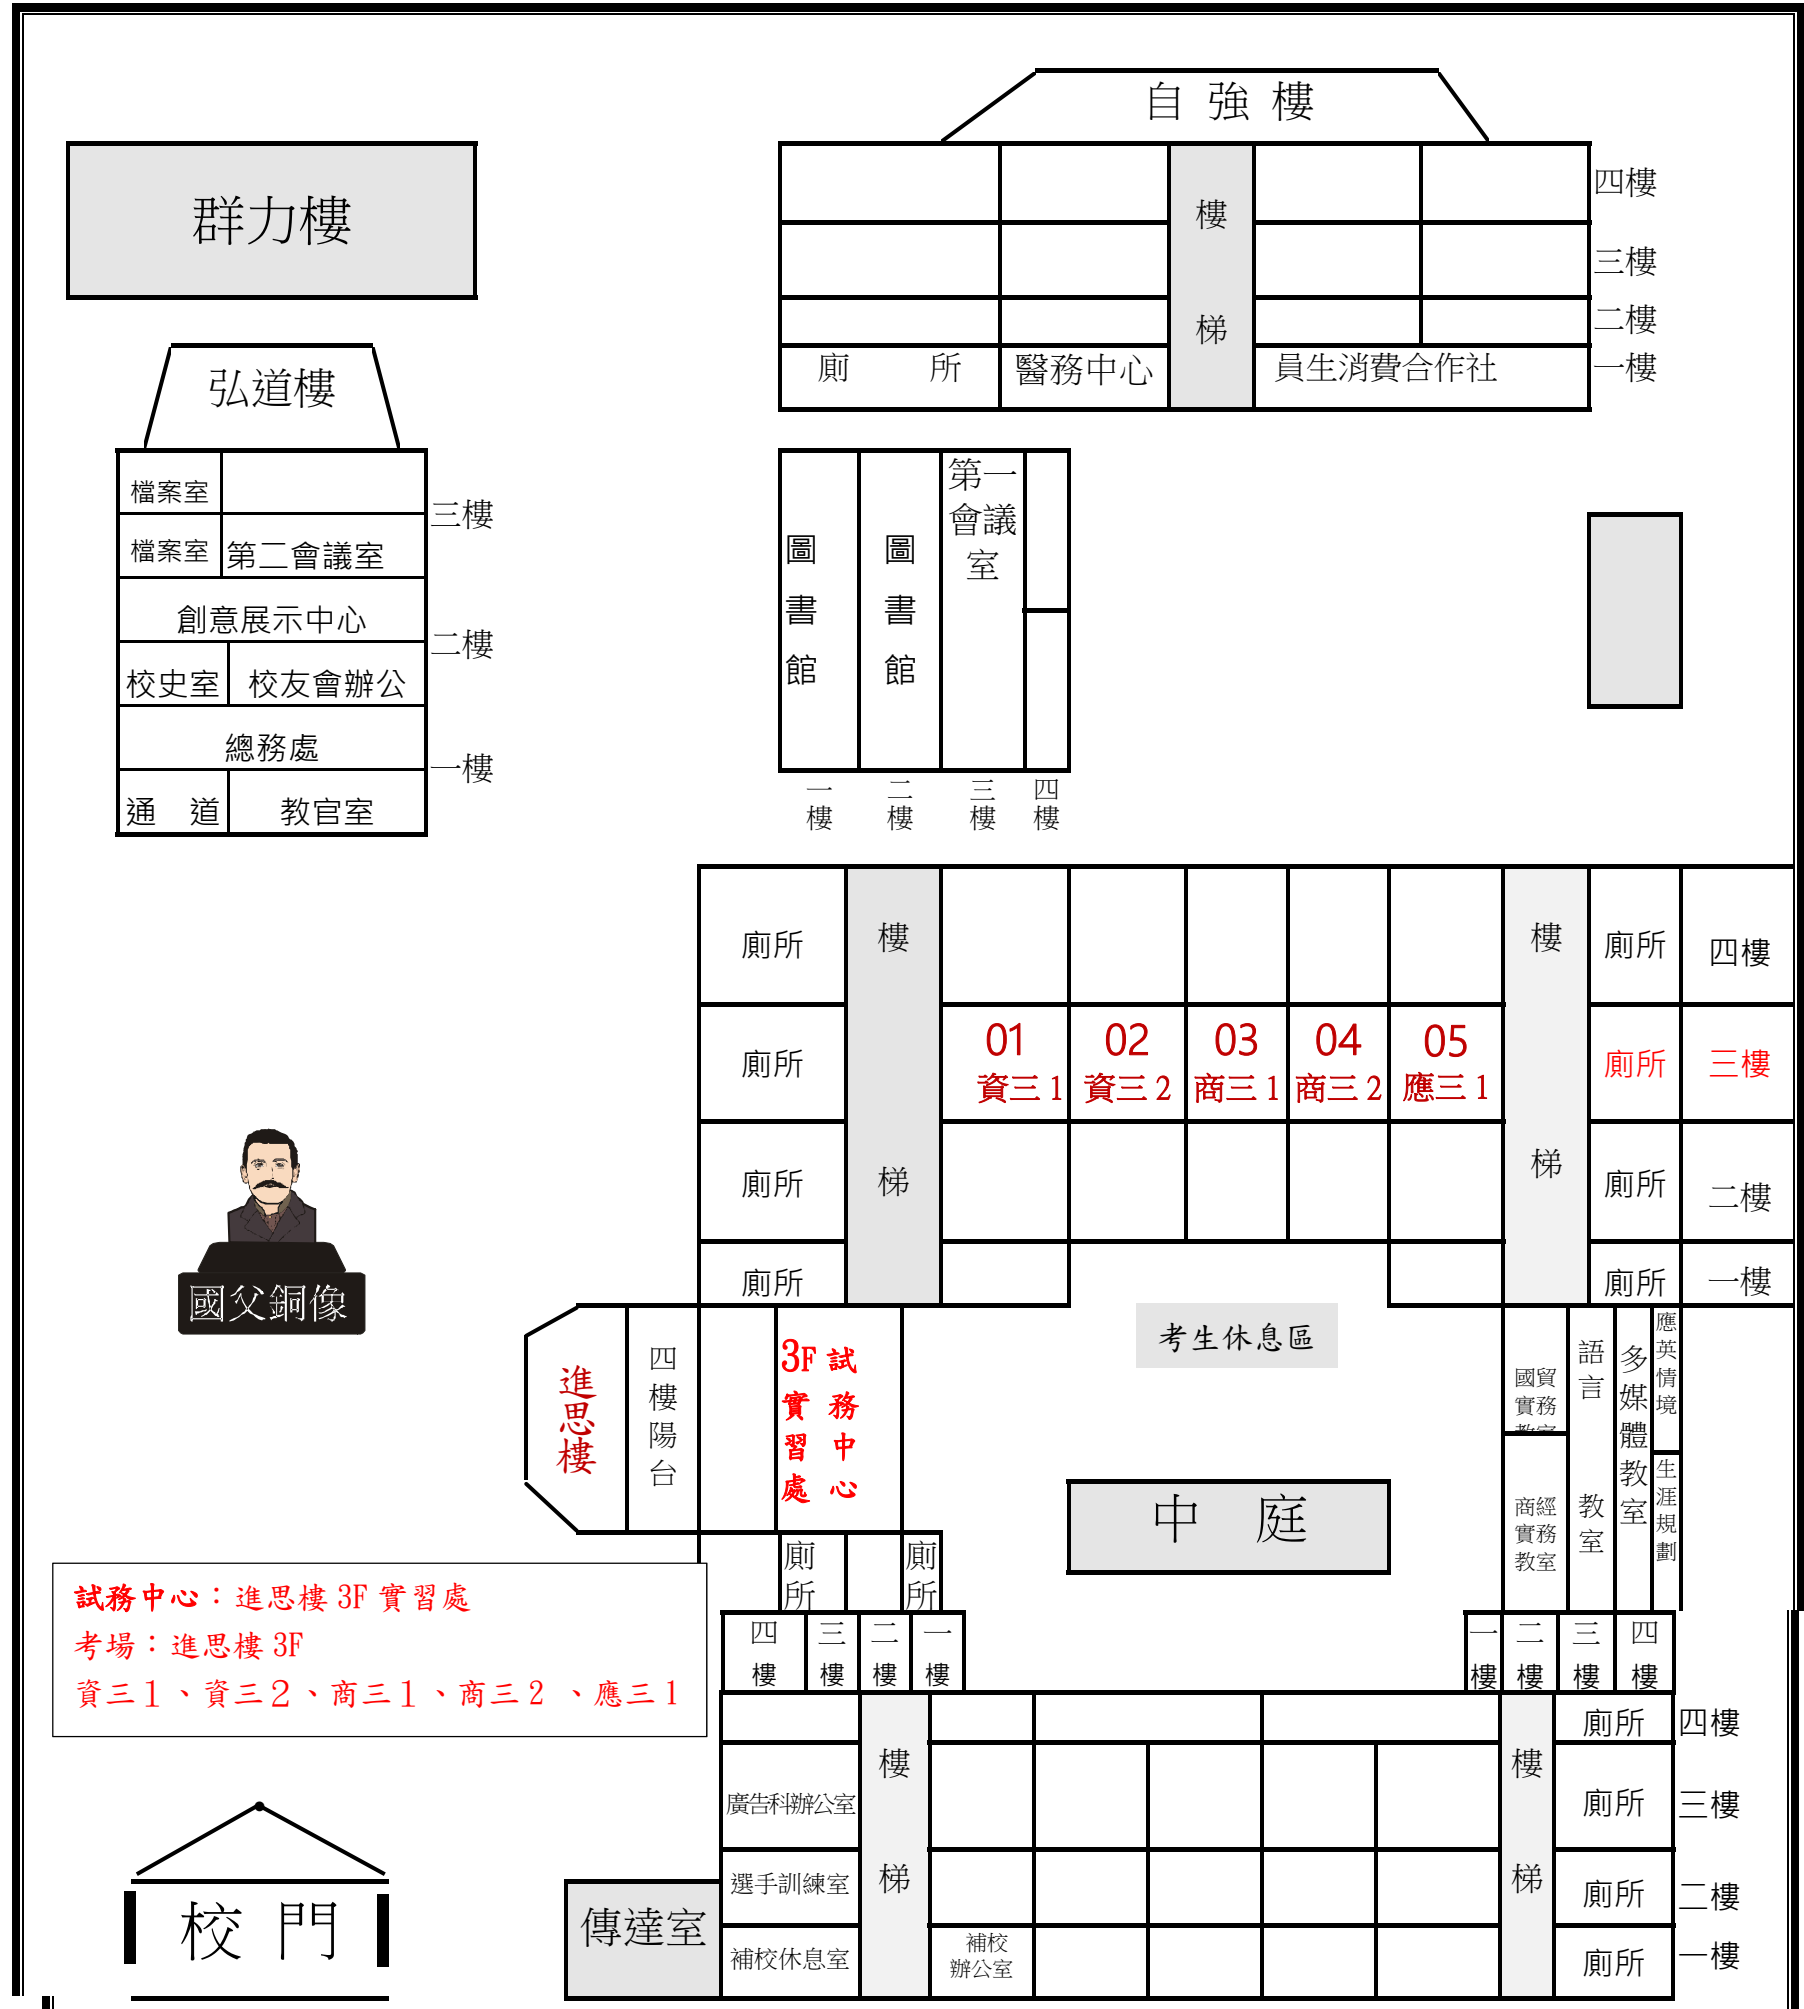 自強樓
群力樓
樓梯
四樓
三樓
二樓
一樓
廁所
醫務中心
員生消費合作社
弘道樓
檔案室
三樓
檔案室
第二會議室
創意展示中心
二樓
校史室
校友會辦公
總務處
一樓
通道
教官室
圖書館
圖書館
第一會議室
一樓
二樓
三樓
四樓
廁所
樓梯
樓梯
廁所
四樓
廁所
01
資三1
02
資三2
03
商三1
04
商三2
05
應三1
廁所
三樓
廁所
廁所
二樓
廁所
廁所
一樓
國父銅像
進思樓
四樓陽台
3F試務中心
實習處
考生休息區
中庭
國貿
實務
商經
實務
教室
語言教室
多媒體教室
應英情境
生涯規劃
廁所
廁所
試務中心：進思樓 3F 實習處
考場：進思樓 3F
資三１、資三２、商三１、商三２、應三１
四樓
三樓
二樓
一樓
一樓
二樓
三樓
四樓
樓梯
樓梯
廁所
四樓
廣告科辦公室
廁所
三樓
選手訓練室
廁所
二樓
校門
傳達室
補校休息室
補校
辦公室
廁所
一樓